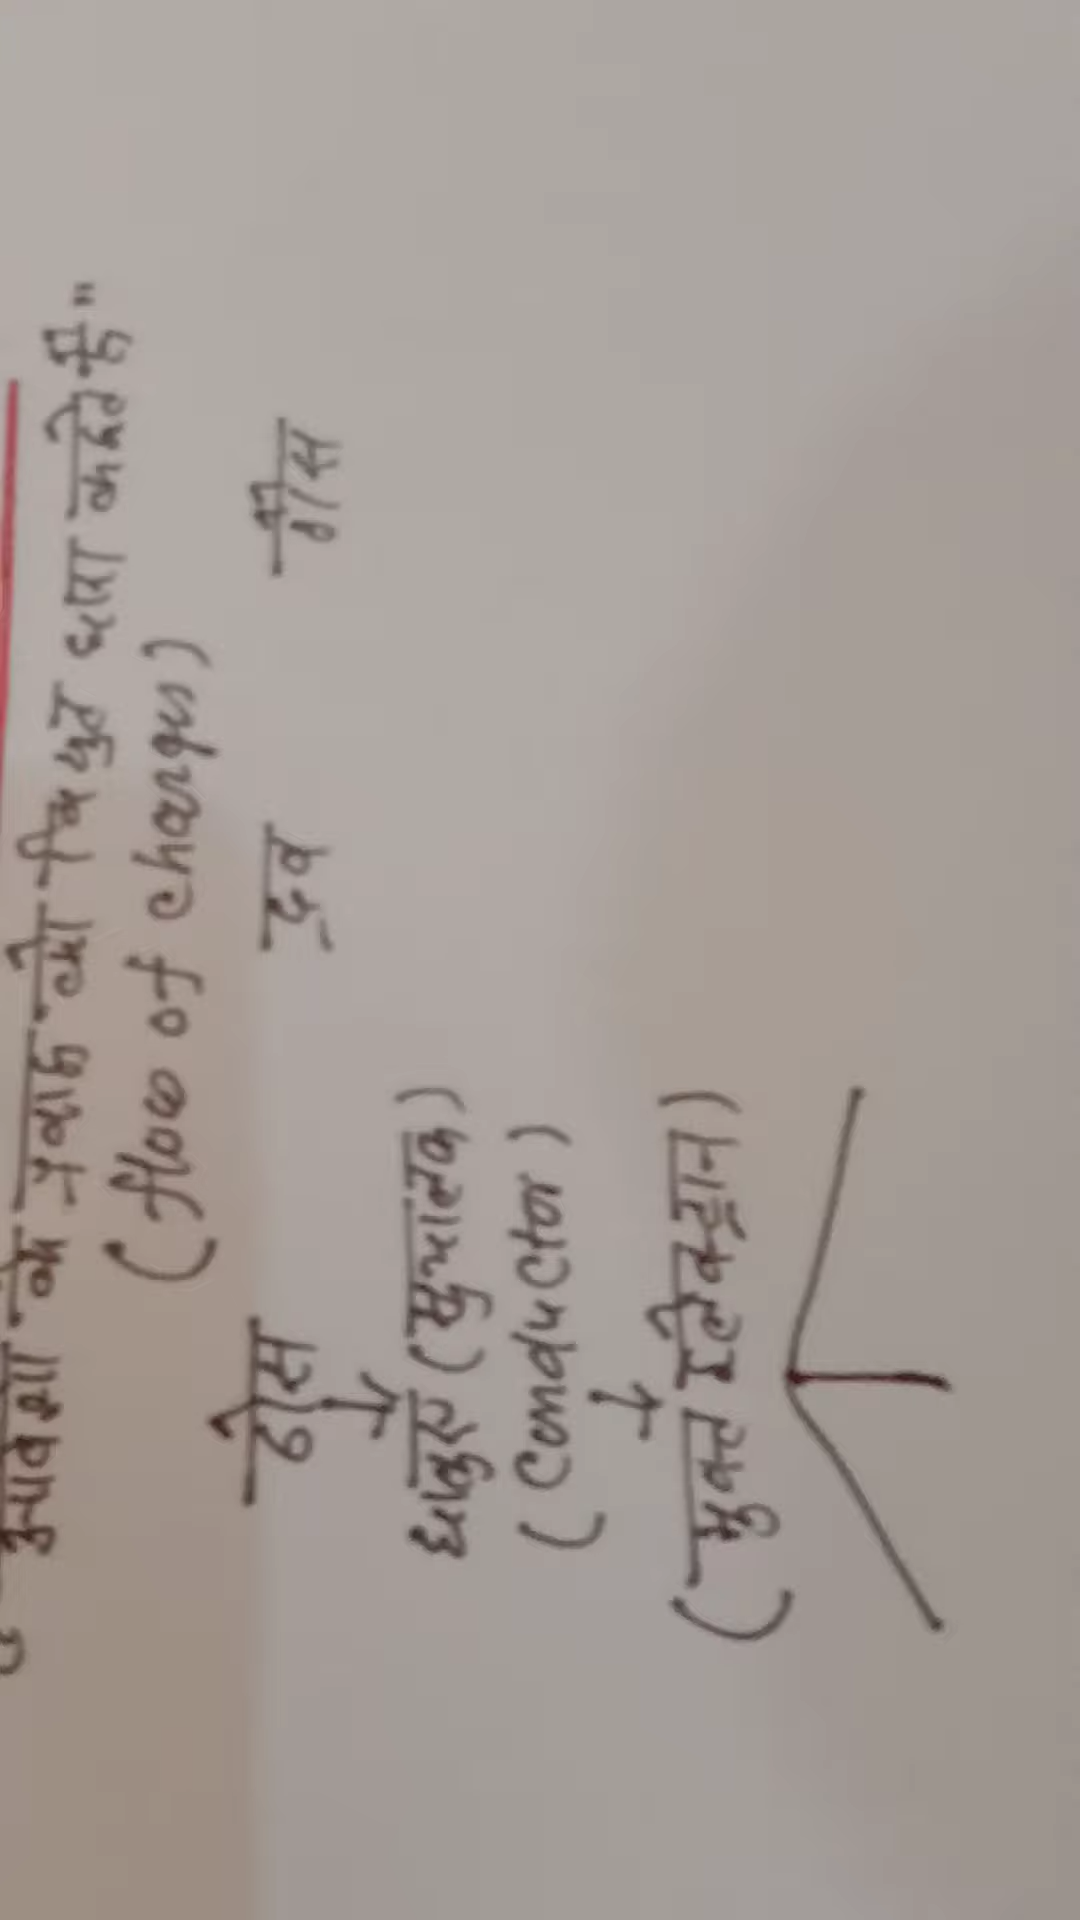 आवेशों के प्रवाह को विद्युत धारा कहते हैं"
(flow of charges)
ठोस द्रव गैस
धातुएं (सुचालक)
(Conductor)
(मुक्त इलेक्ट्रान)